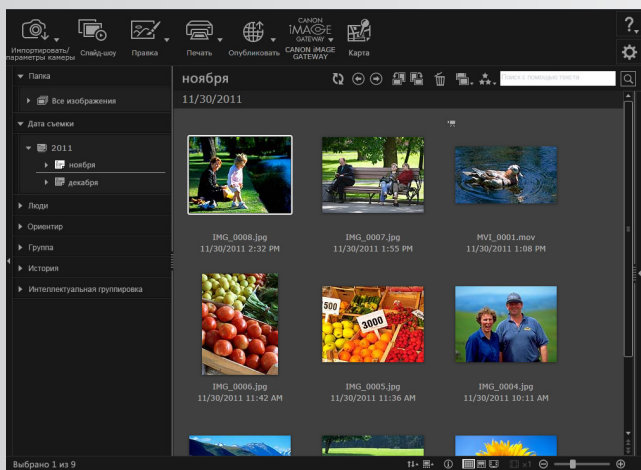 CANON
iMAGE
GATEWAY
Импортировать/
параметры камеры
Слайд-шоу
Правка
Печать
Опубликовать
CANON iMAGE
GATEWAY
Карта
?
Папка
Все изображения
Дата съемки
2011
ноября
декабря
Люди
Ориентир
Группа
История
Интеллектуальная группировка
ноября
Поиск с помощью текста
11/30/2011
IMG_0008.jpg
11/30/2011 2:32 PM
IMG_0007.jpg
11/30/2011 1:55 PM
MVI_0001.mov
11/30/2011 1:08 PM
500
3000
IMG_0006.jpg
11/30/2011 11:42 AM
IMG_0005.jpg
11/30/2011 11:36 AM
IMG_0004.jpg
11/30/2011 10:11 AM
Выбрано 1 из 9
x1